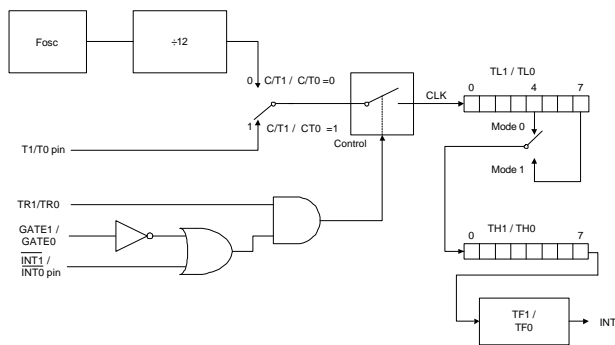 Fosc
÷12
0 C/T1 / C/T0 =0
1 C/T1 / CT0 =1
T1/T0 pin
Control
CLK
TL1 / TL0
0 4 7
Mode 0
Mode 1
TR1/TR0
GATE1 /
GATE0
INT1 /
INT0 pin
TH1 / TH0
0 7
TF1 /
TF0
INT